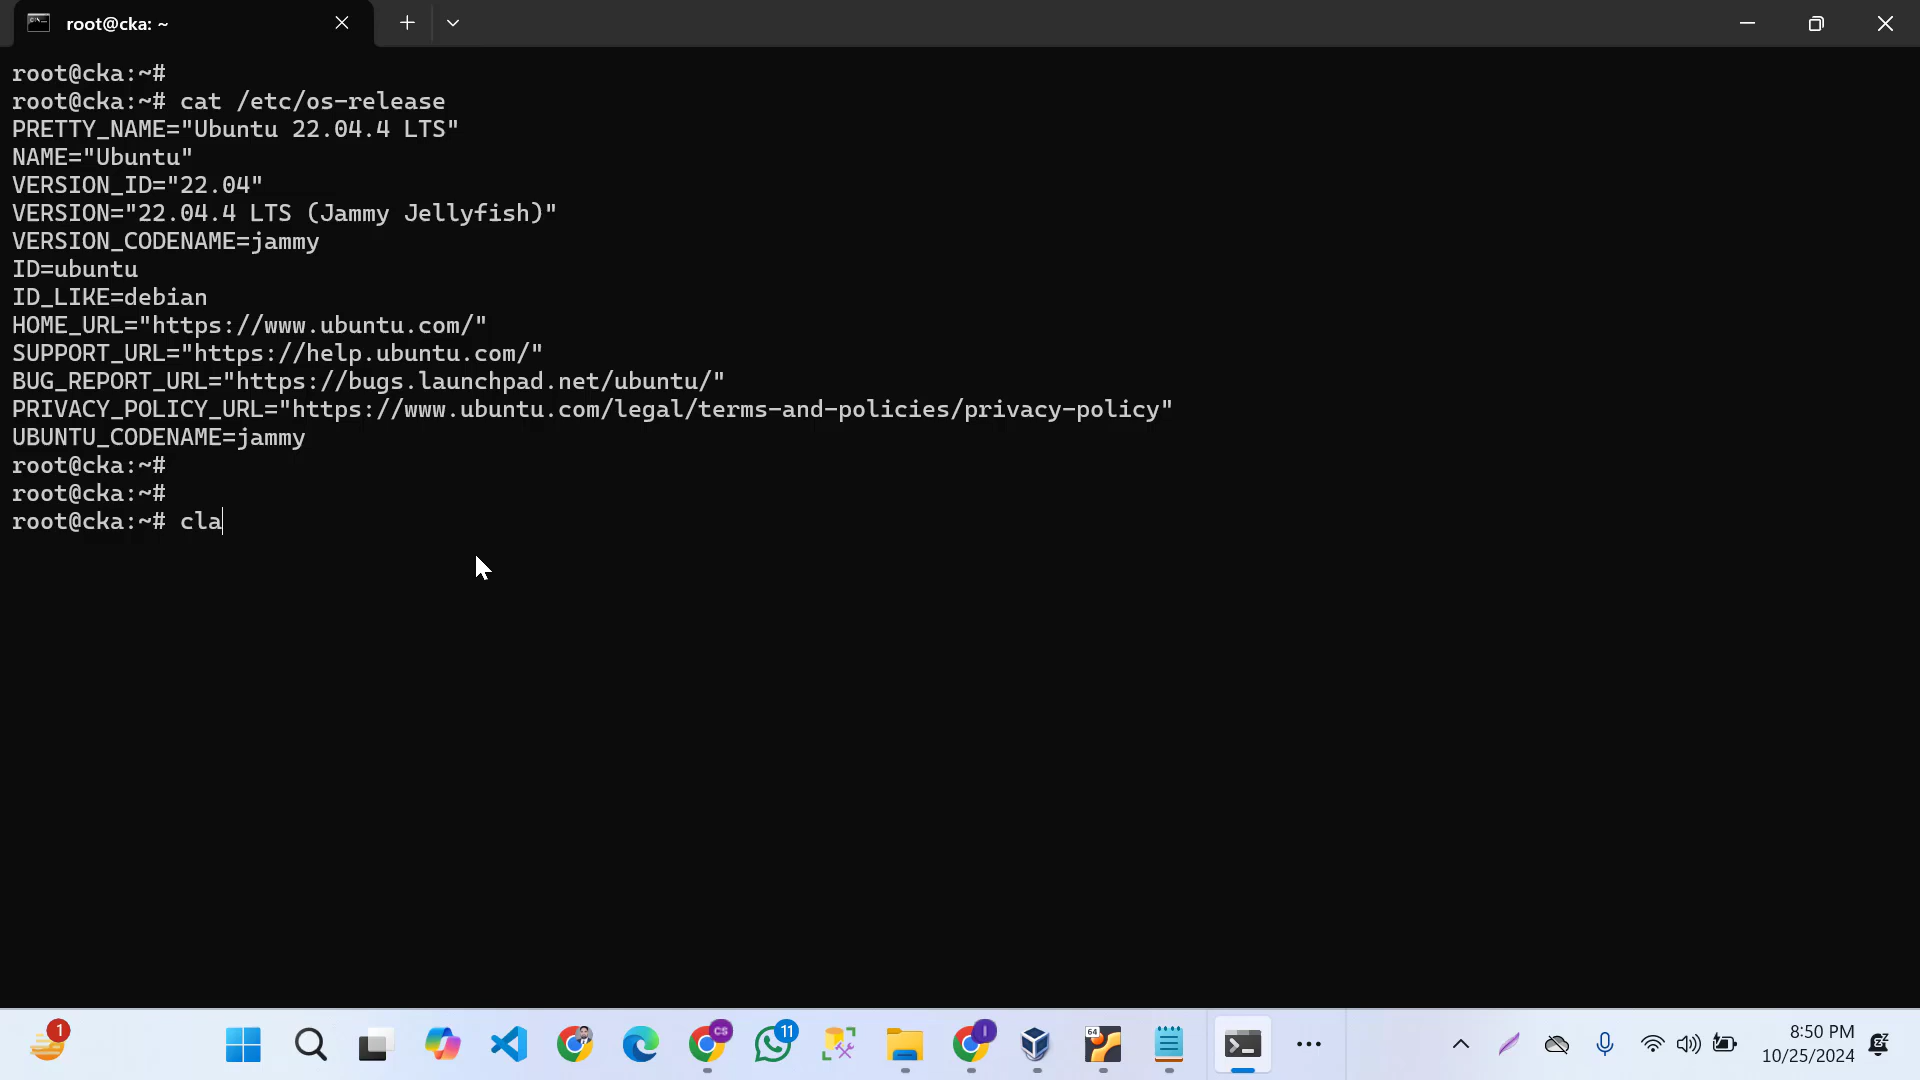 root@cka: ~
root@cka:~#
root@cka:~# cat /etc/os-release
PRETTY_NAME="Ubuntu 22.04.4 LTS"
NAME="Ubuntu"
VERSION_ID="22.04"
VERSION="22.04.4 LTS (Jammy Jellyfish)"
VERSION_CODENAME=jammy
ID=ubuntu
ID_LIKE=debian
HOME_URL="https://www.ubuntu.com/"
SUPPORT_URL="https://help.ubuntu.com/"
BUG_REPORT_URL="https://bugs.launchpad.net/ubuntu/"
PRIVACY_POLICY_URL="https://www.ubuntu.com/legal/terms-and-policies/privacy-policy"
UBUNTU_CODENAME=jammy
root@cka:~#
root@cka:~#
root@cka:~# cla
1
CS
11
I
64
8:50 PM
10/25/2024